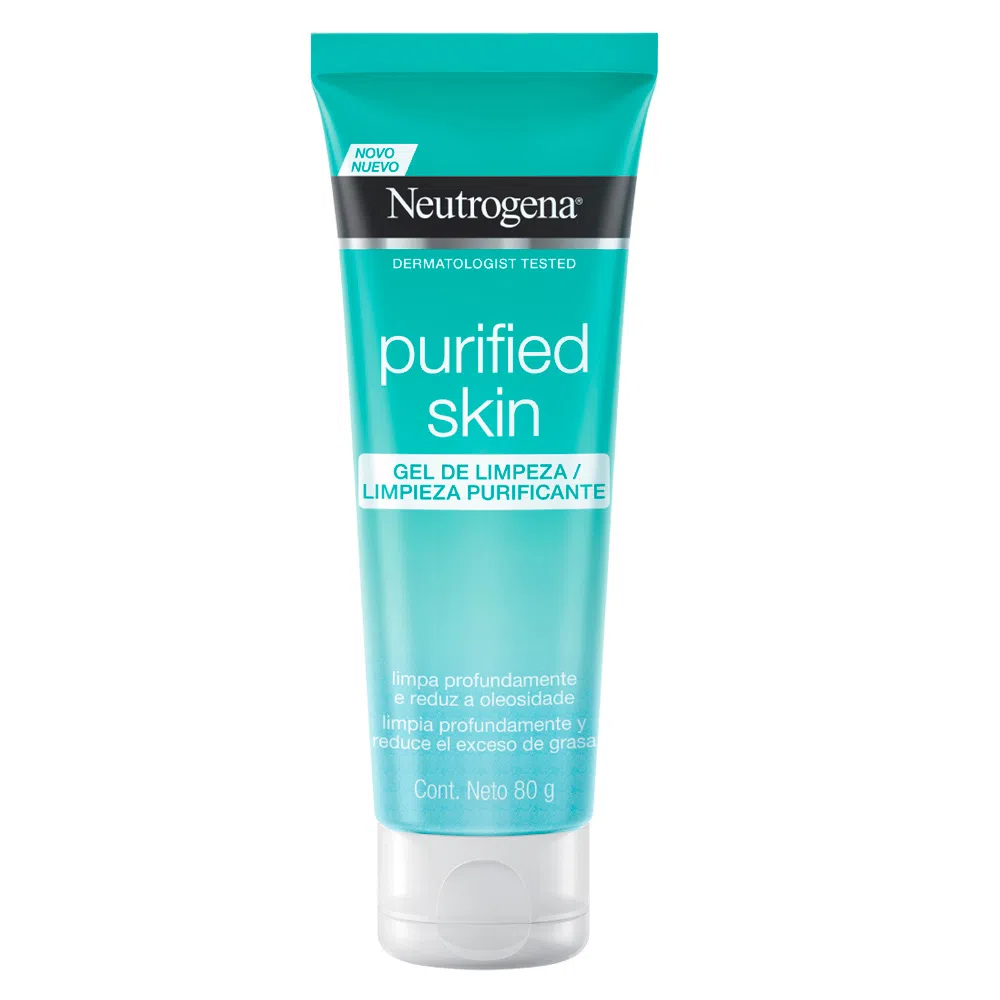 NOVO
NUEVO
Neutrogena®
DERMATOLOGIST TESTED
purified
skin
GEL DE LIMPEZA /
LIMPIEZA PURIFICANTE
limpa profundamente
e reduz a oleosidade
limpia profundamente y
reduce el exceso de grasa
Cont. Neto 80 g